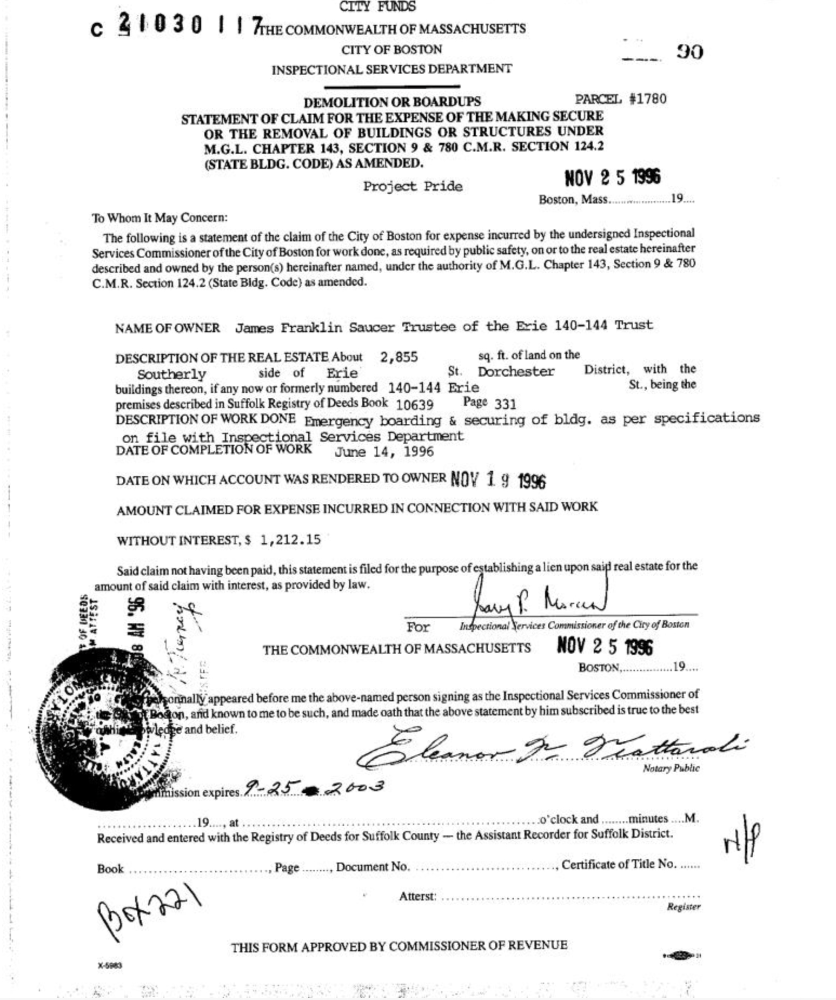 CITY FUNDS
C 21030 117 THE COMMONWEALTH OF MASSACHUSETTS
CITY OF BOSTON
90
INSPECTIONAL SERVICES DEPARTMENT
DEMOLITION OR BOARDUPS
PARCEL #1780
STATEMENT OF CLAIM FOR THE EXPENSE OF THE MAKING SECURE
OR THE REMOVAL OF BUILDINGS OR STRUCTURES UNDER
M.G.L. CHAPTER 143, SECTION 9 & 780 C.M.R. SECTION 124.2
(STATE BLDG. CODE) AS AMENDED.
Project Pride
NOV 25 1996
Boston, Mass....................19....
To Whom It May Concern:
The following is a statement of the claim of the City of Boston for expense incurred by the undersigned Inspectional
Services Commissioner of the City of Boston for work done, as required by public safety, on or to the real estate hereinafter
described and owned by the person(s) hereinafter named, under the authority of M.G.L. Chapter 143, Section 9 & 780
C.M.R. Section 124.2 (State Bldg. Code) as amended.
NAME OF OWNER James Franklin Saucer Trustee of the Erie 140-144 Trust
DESCRIPTION OF THE REAL ESTATE About 2,855 sq. ft. of land on the
Southerly side of Erie St. Dorchester District, with the
buildings thereon, if any now or formerly numbered 140-144 Erie St., being the
premises described in Suffolk Registry of Deeds Book 10639 Page 331
DESCRIPTION OF WORK DONE Emergency boarding & securing of bldg. as per specifications
on file with Inspectional Services Department
DATE OF COMPLETION OF WORK June 14, 1996
DATE ON WHICH ACCOUNT WAS RENDERED TO OWNER NOV 19 1996
AMOUNT CLAIMED FOR EXPENSE INCURRED IN CONNECTION WITH SAID WORK
WITHOUT INTEREST, $ 1,212.15
Said claim not having been paid, this statement is filed for the purpose of establishing a lien upon said real estate for the
amount of said claim with interest, as provided by law.
OF DEEDS
ATTEST
08 AM '96
For Inspectional Services Commissioner of the City of Boston
THE COMMONWEALTH OF MASSACHUSETTS
NOV 25 1996
BOSTON,................19....
personnally appeared before me the above-named person signing as the Inspectional Services Commissioner of
the City of Boston, and known to me to be such, and made oath that the above statement by him subscribed is true to the best
of his knowledge and belief.
Eleanor
Notary Public
commission expires 9-25-2003
....................19...., at ....................o'clock and ........minutes ....M.
Received and entered with the Registry of Deeds for Suffolk County — the Assistant Recorder for Suffolk District.
N/P
Book ...................., Page ........, Document No. ...................., Certificate of Title No. ......
Box 221
Atterst: ....................
Register
THIS FORM APPROVED BY COMMISSIONER OF REVENUE
X-5983
21